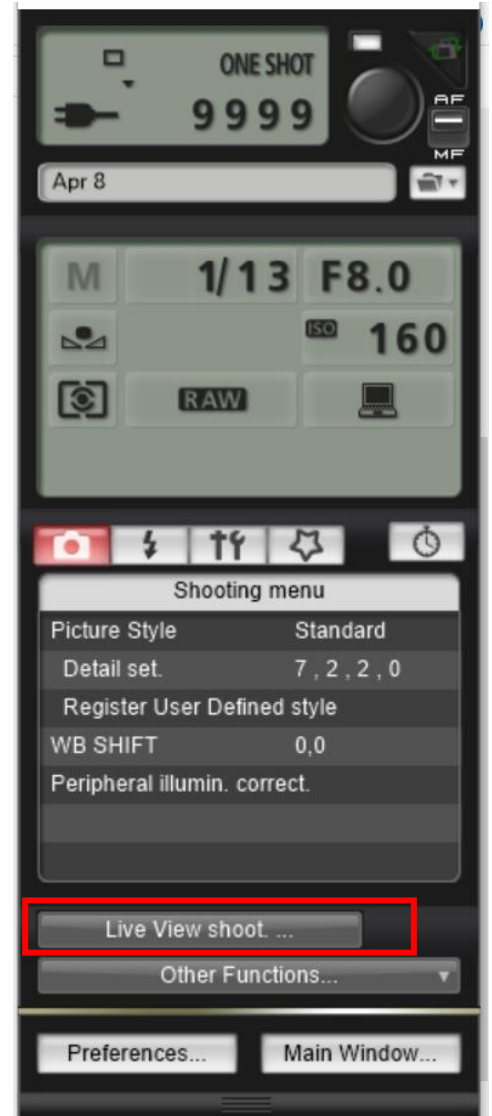 ONE SHOT
9999
AF
MF
Apr 8
M 1/13 F8.0
ISO 160
RAW
Shooting menu
Picture Style Standard
Detail set. 7 , 2 , 2 , 0
Register User Defined style
WB SHIFT 0,0
Peripheral illumin. correct.
Live View shoot. ...
Other Functions...
Preferences... Main Window...